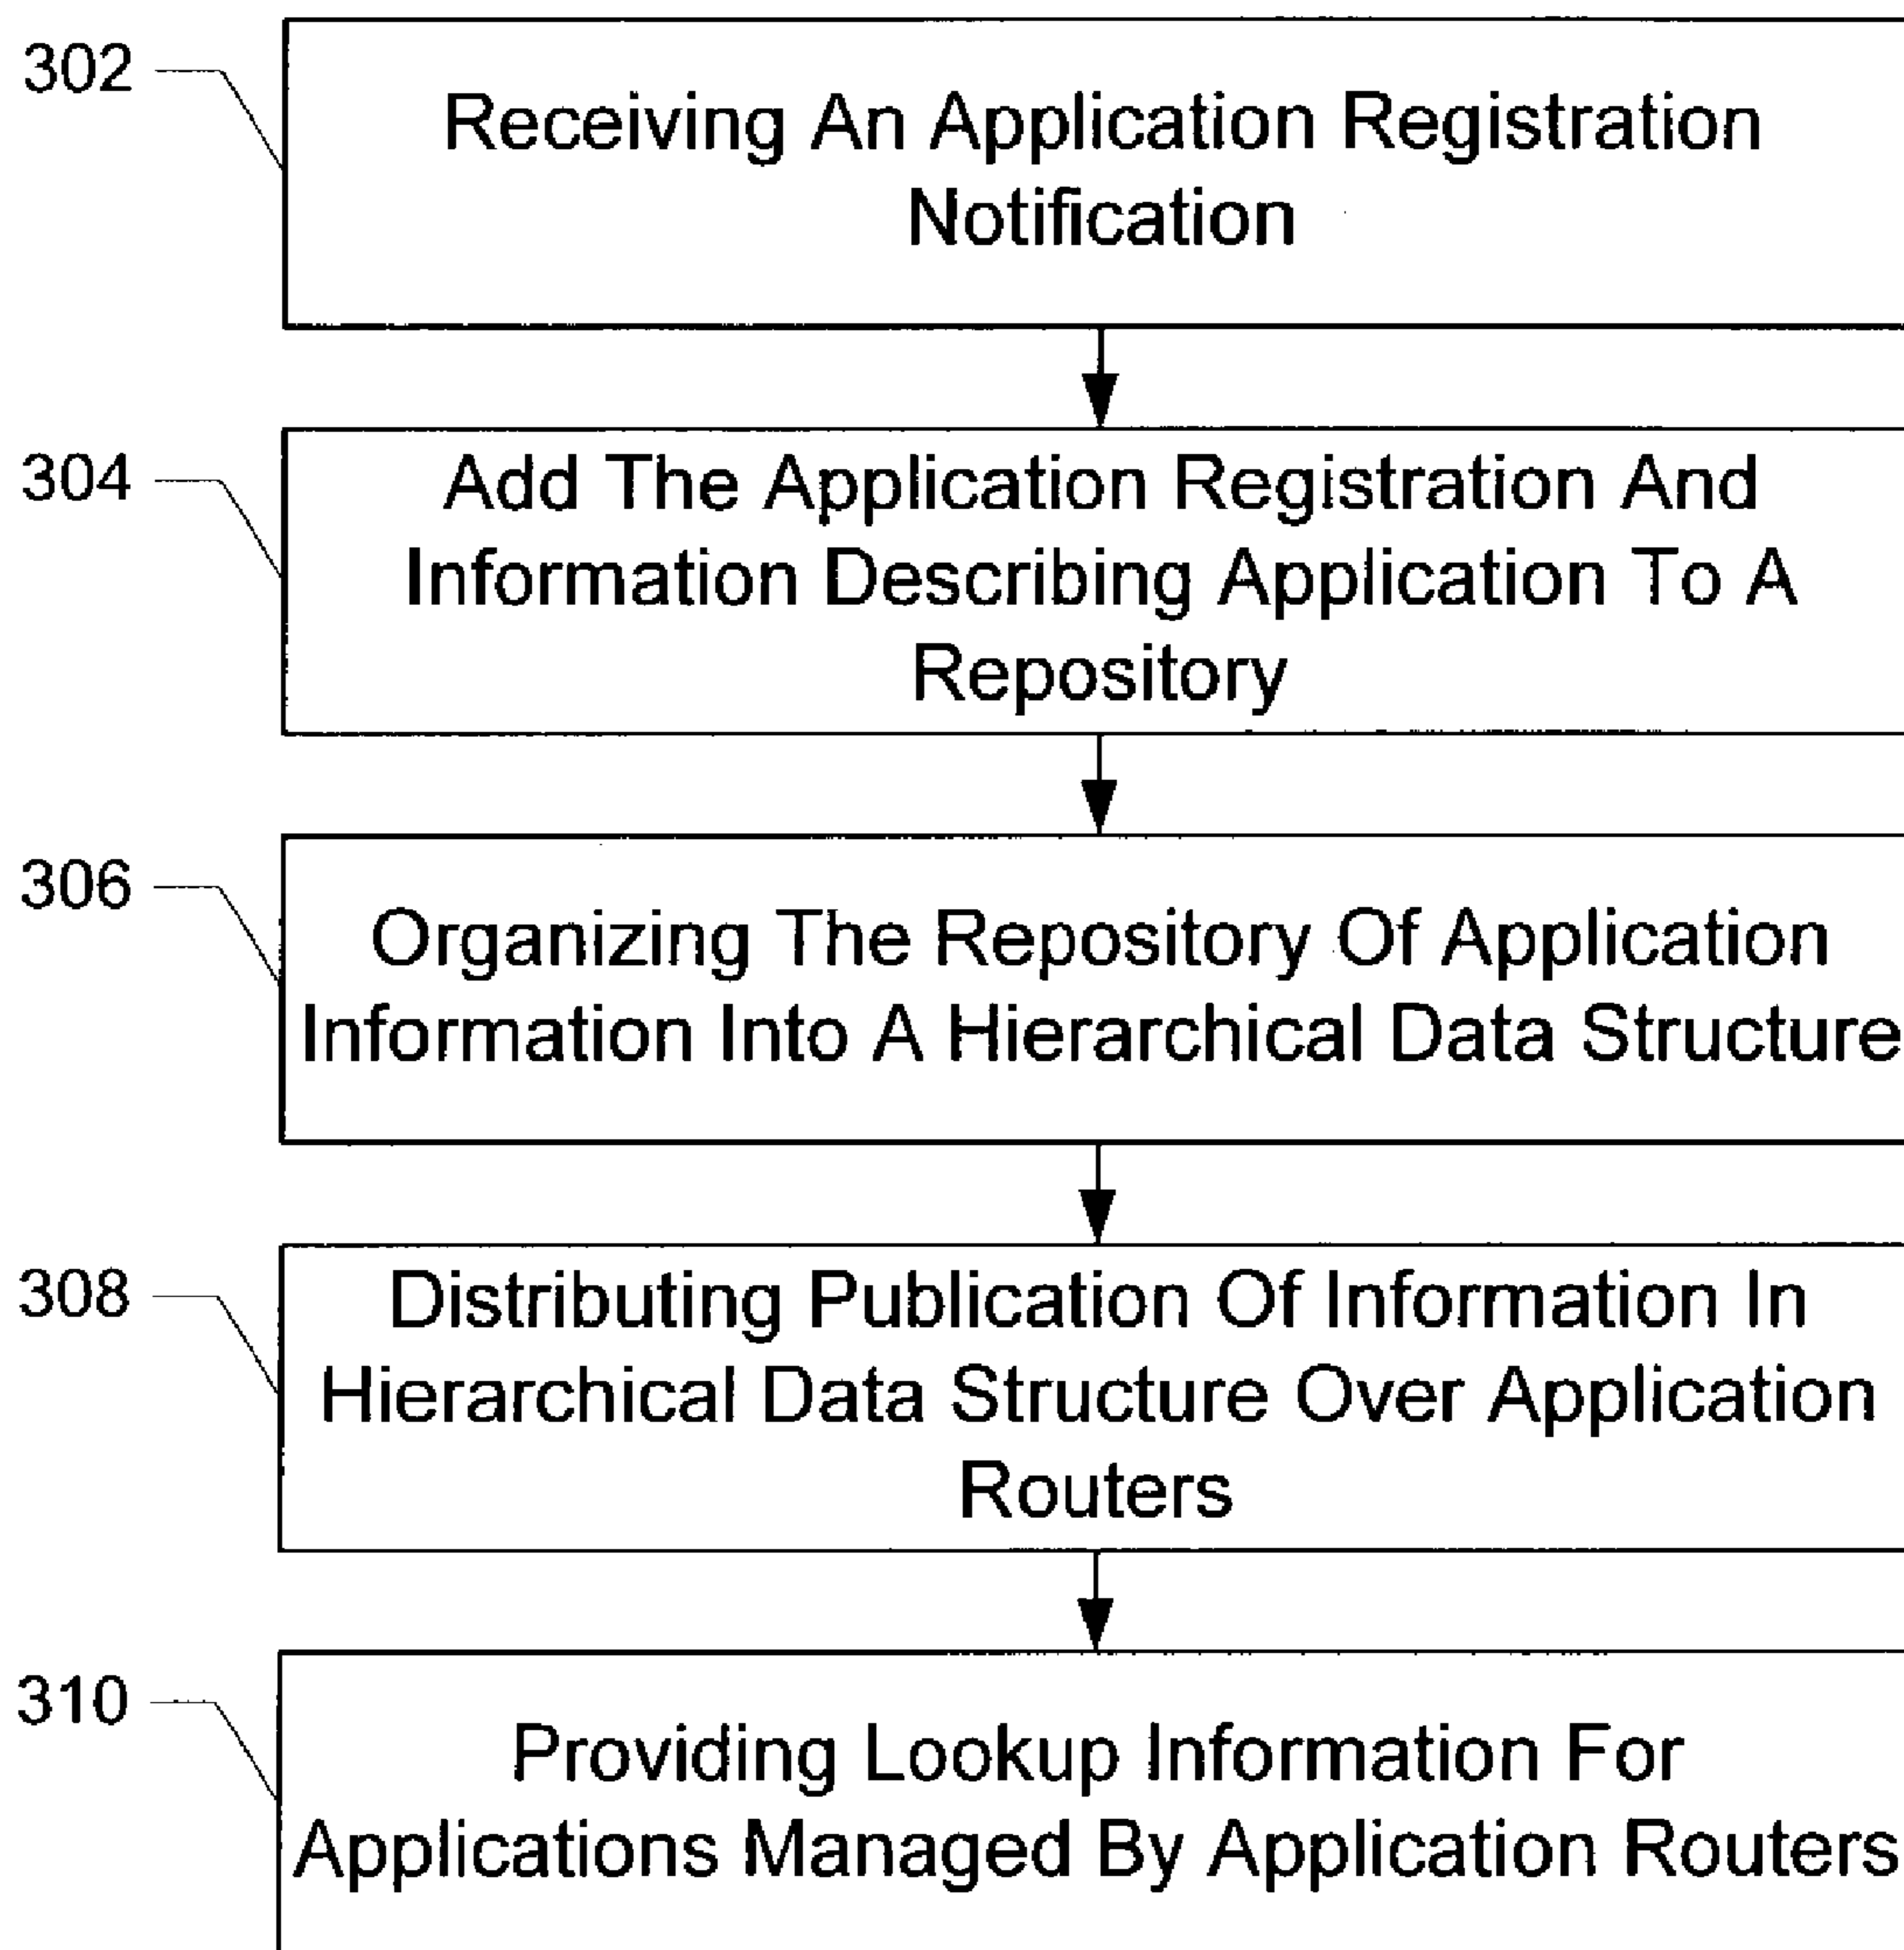 302
Receiving An Application Registration
Notification
304
Add The Application Registration And
Information Describing Application To A
Repository
306
Organizing The Repository Of Application
Information Into A Hierarchical Data Structure
308
Distributing Publication Of Information In
Hierarchical Data Structure Over Application
Routers
310
Providing Lookup Information For
Applications Managed By Application Routers